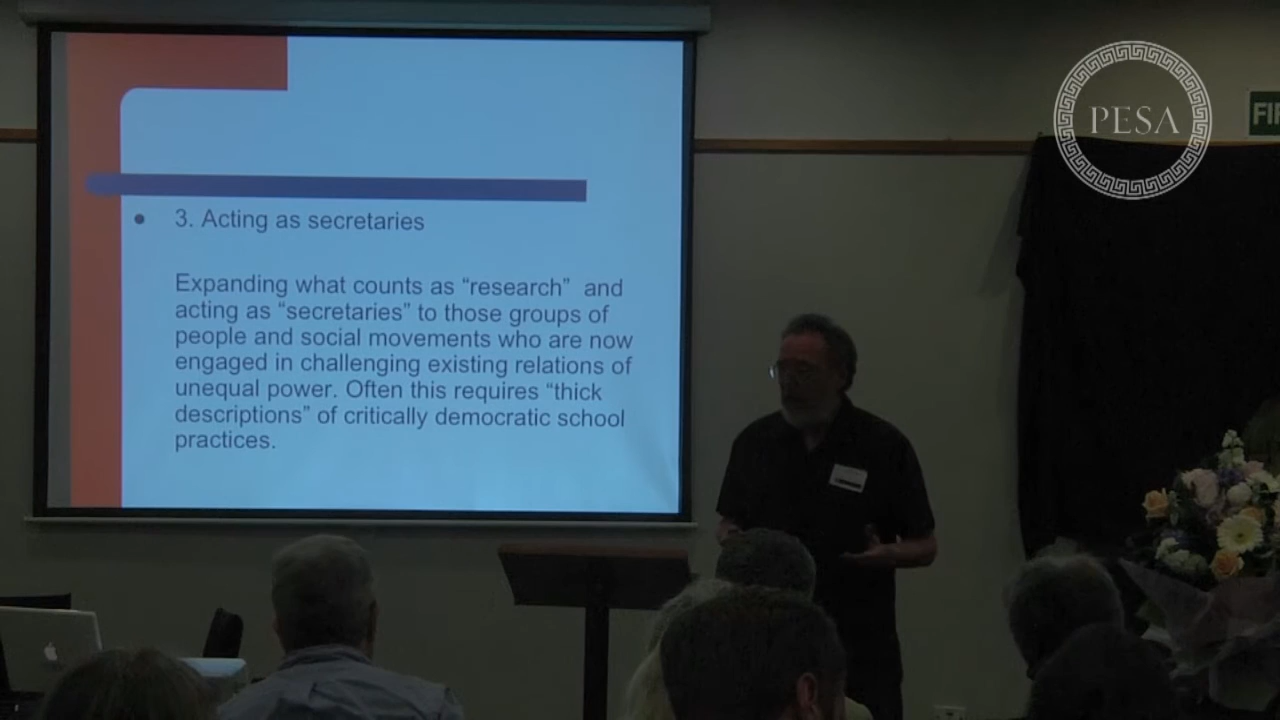 PESA
FI
3. Acting as secretaries
Expanding what counts as “research” and
acting as “secretaries” to those groups of
people and social movements who are now
engaged in challenging existing relations of
unequal power. Often this requires “thick
descriptions” of critically democratic school
practices.